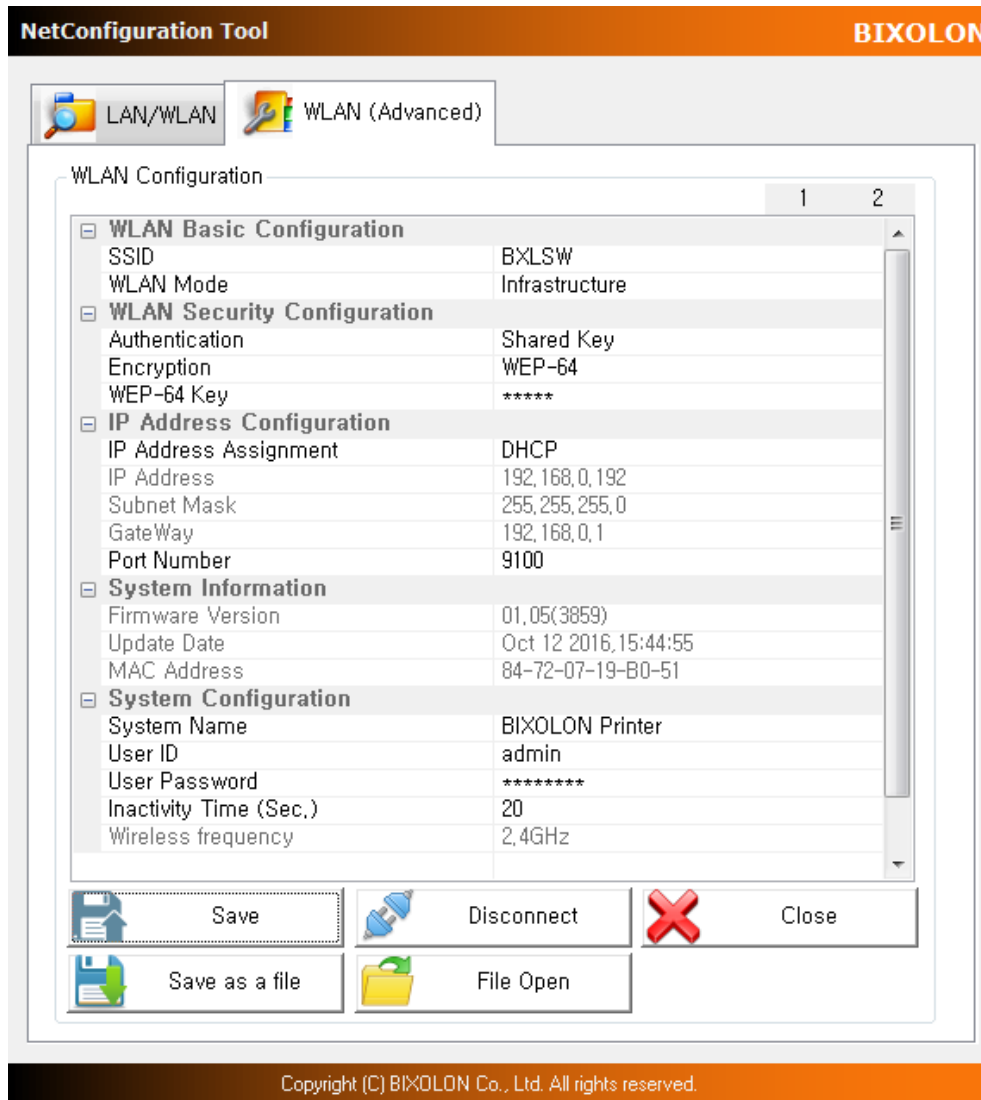 NetConfiguration Tool BIXOLON
LAN/WLAN WLAN (Advanced)
WLAN Configuration
1 2
WLAN Basic Configuration
SSID BXLSW
WLAN Mode Infrastructure
WLAN Security Configuration
Authentication Shared Key
Encryption WEP-64
WEP-64 Key *****
IP Address Configuration
IP Address Assignment DHCP
IP Address 192.168.0.192
Subnet Mask 255.255.255.0
GateWay 192.168.0.1
Port Number 9100
System Information
Firmware Version 01.05(3859)
Update Date Oct 12 2016,15:44:55
MAC Address 84-72-07-19-B0-51
System Configuration
System Name BIXOLON Printer
User ID admin
User Password ********
Inactivity Time (Sec.) 20
Wireless frequency 2.4GHz
Save Disconnect Close
Save as a file File Open
Copyright (C) BIXOLON Co., Ltd. All rights reserved.